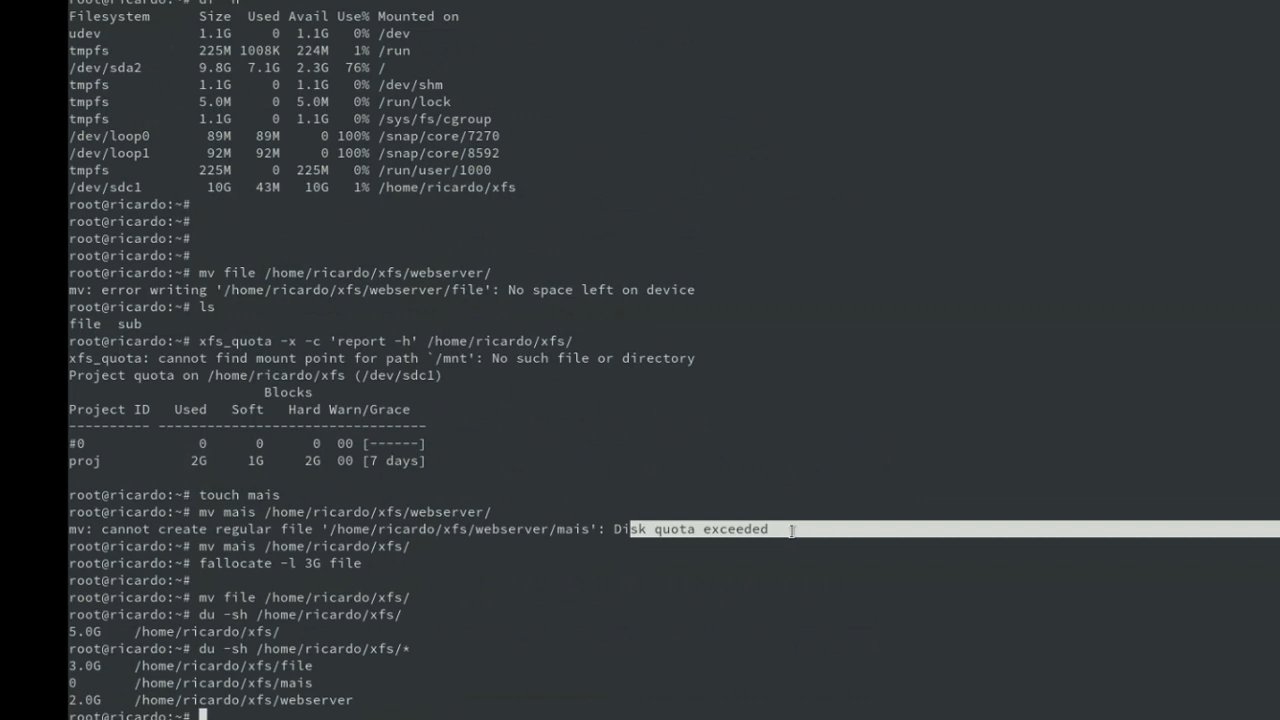 Filesystem Size Used Avail Use% Mounted on
udev 1.1G 0 1.1G 0% /dev
tmpfs 225M 1008K 224M 1% /run
/dev/sda2 9.8G 7.1G 2.3G 76% /
tmpfs 1.1G 0 1.1G 0% /dev/shm
tmpfs 5.0M 0 5.0M 0% /run/lock
tmpfs 1.1G 0 1.1G 0% /sys/fs/cgroup
/dev/loop0 89M 89M 0 100% /snap/core/7270
/dev/loop1 92M 92M 0 100% /snap/core/8592
tmpfs 225M 0 225M 0% /run/user/1000
/dev/sdc1 10G 43M 10G 1% /home/ricardo/xfs
root@ricardo:~#
root@ricardo:~#
root@ricardo:~#
root@ricardo:~#
root@ricardo:~# mv file /home/ricardo/xfs/webserver/
mv: error writing '/home/ricardo/xfs/webserver/file': No space left on device
root@ricardo:~# ls
file sub
root@ricardo:~# xfs_quota -x -c 'report -h' /home/ricardo/xfs/
xfs_quota: cannot find mount point for path `/mnt': No such file or directory
Project quota on /home/ricardo/xfs (/dev/sdc1)
Blocks
Project ID Used Soft Hard Warn/Grace
---------- ---------------------------------
#0 0 0 0 00 [------]
proj 2G 1G 2G 00 [7 days]
root@ricardo:~# touch mais
root@ricardo:~# mv mais /home/ricardo/xfs/webserver/
mv: cannot create regular file '/home/ricardo/xfs/webserver/mais': Disk quota exceeded
root@ricardo:~# mv mais /home/ricardo/xfs/
root@ricardo:~# fallocate -l 3G file
root@ricardo:~#
root@ricardo:~# mv file /home/ricardo/xfs/
root@ricardo:~# du -sh /home/ricardo/xfs/
5.0G /home/ricardo/xfs/
root@ricardo:~# du -sh /home/ricardo/xfs/*
3.0G /home/ricardo/xfs/file
0 /home/ricardo/xfs/mais
2.0G /home/ricardo/xfs/webserver
root@ricardo:~#